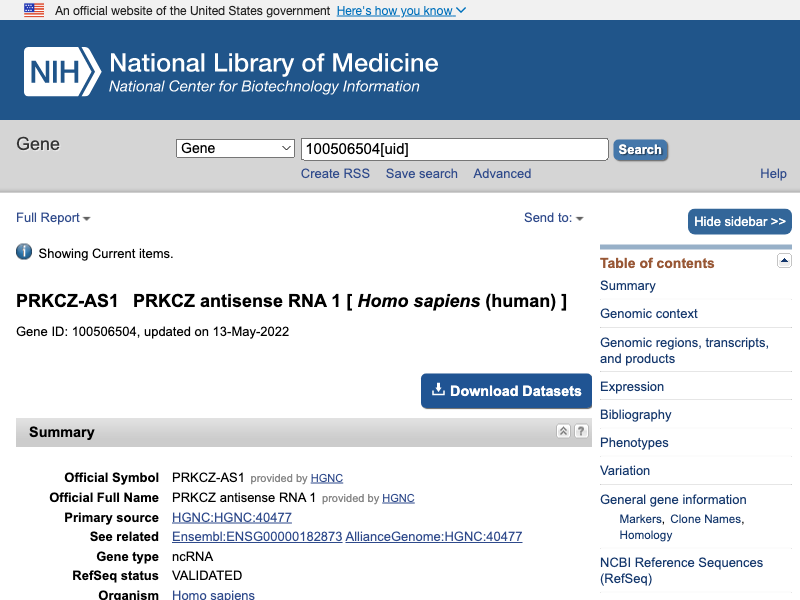 An official website of the United States government Here's how you know
NIH National Library of Medicine
National Center for Biotechnology Information
Gene
Gene 100506504[uid] Search
Create RSS Save search Advanced
Help
Full Report
Send to:
Hide sidebar >>
Showing Current items.
PRKCZ-AS1 PRKCZ antisense RNA 1 [ Homo sapiens (human) ]
Gene ID: 100506504, updated on 13-May-2022
Download Datasets
Summary
Official Symbol PRKCZ-AS1 provided by HGNC
Official Full Name PRKCZ antisense RNA 1 provided by HGNC
Primary source HGNC:HGNC:40477
See related Ensembl:ENSG00000182873 AllianceGenome:HGNC:40477
Gene type ncRNA
RefSeq status VALIDATED
Organism Homo sapiens
Table of contents
Summary
Genomic context
Genomic regions, transcripts,
and products
Expression
Bibliography
Phenotypes
Variation
General gene information
Markers, Clone Names,
Homology
NCBI Reference Sequences
(RefSeq)